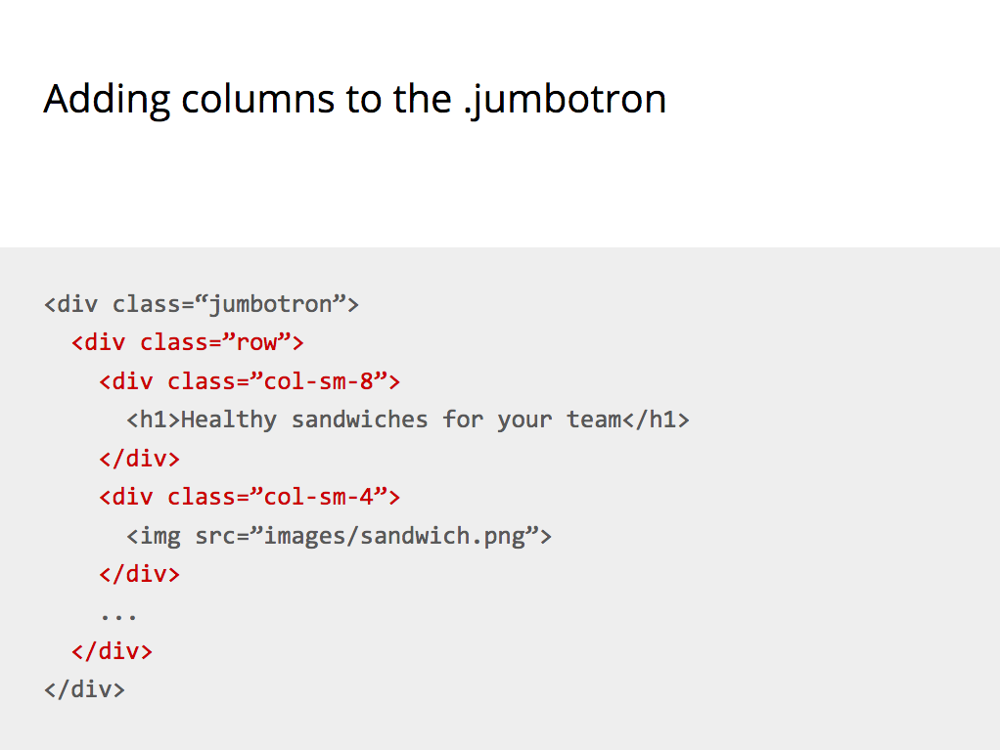 Adding columns to the .jumbotron
<div class=“jumbotron”>
<div class=”row”>
<div class=”col-sm-8”>
<h1>Healthy sandwiches for your team</h1>
</div>
<div class=”col-sm-4”>
<img src=”images/sandwich.png”>
</div>
...
</div>
</div>